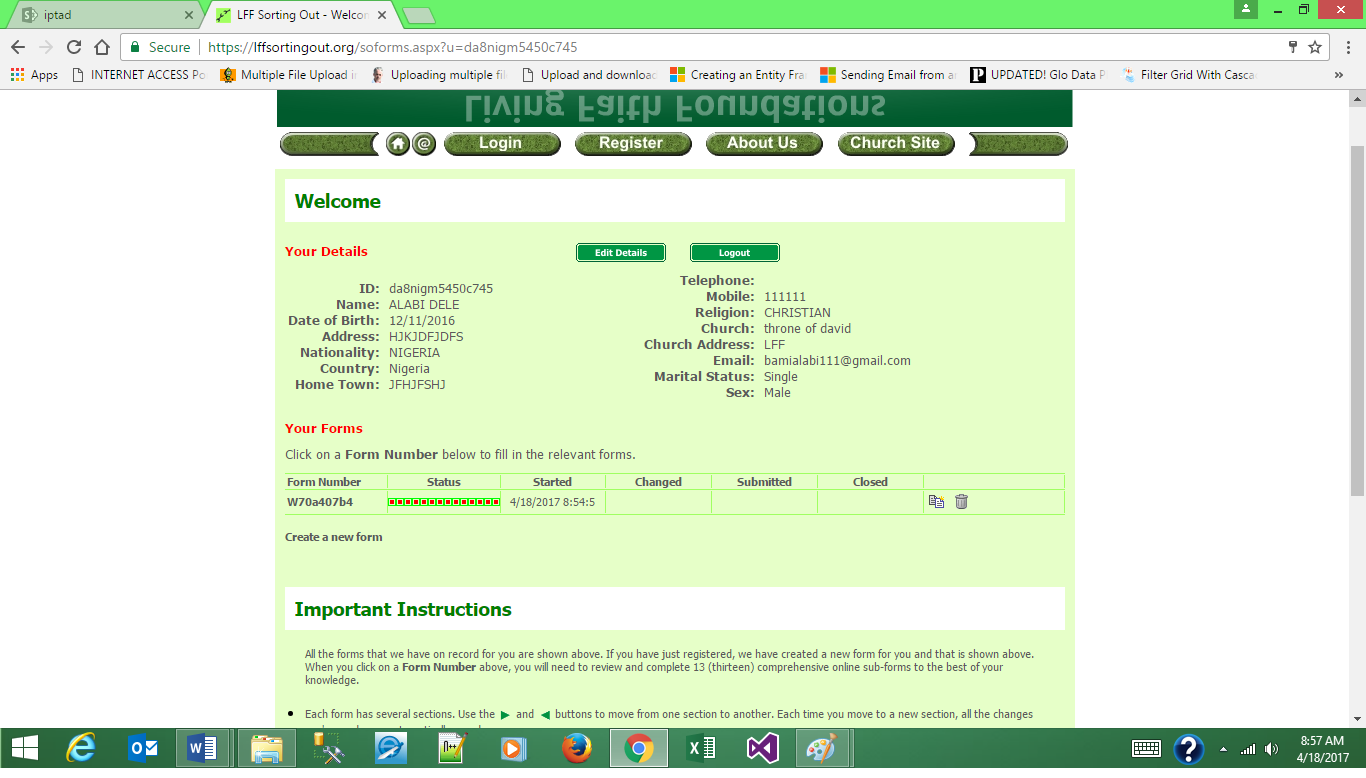 iptad
LFF Sorting Out - Welcom
Secure https://lffsortingout.org/soforms.aspx?u=da8nigm5450c745
Apps INTERNET ACCESS Po Multiple File Upload Uploading multiple Upload and downloa Creating an Entity Fra Sending Email from a UPDATED! Glo Data P Filter Grid With Casca »
Living Faith Foundations
@ Login Register About Us Church Site
Welcome
Your Details Edit Details Logout
Telephone:
ID: da8nigm5450c745
Mobile: 111111
Name: ALABI DELE
Religion: CHRISTIAN
Date of Birth: 12/11/2016
Church: throne of david
Address: HJKJDFJDFS
Church Address: LFF
Nationality: NIGERIA
Email: bamialabi111@gmail.com
Country: Nigeria
Marital Status: Single
Home Town: JFHJFSHJ
Sex: Male
Your Forms
Click on a Form Number below to fill in the relevant forms.
Form Number Status Started Changed Submitted Closed
W70a407b4 4/18/2017 8:54:5
Create a new form
Important Instructions
All the forms that we have on record for you are shown above. If you have just registered, we have created a new form for you and that is shown above.
When you click on a Form Number above, you will need to review and complete 13 (thirteen) comprehensive online sub-forms to the best of your
knowledge.
Each form has several sections. Use the ▶ and ◀ buttons to move from one section to another. Each time you move to a new section, all the changes
8:57 AM
4/18/2017